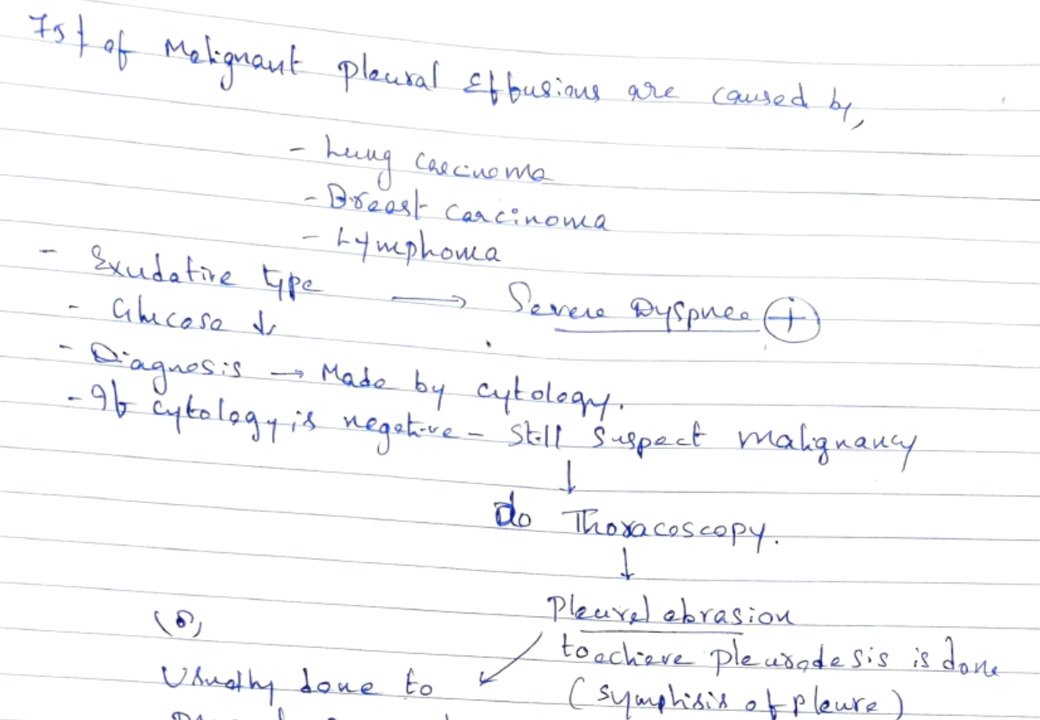 75% of Malignant pleural Effusions are caused by,
- Lung carcinoma
- Breast carcinoma
- Lymphoma
- Exudative type → Severe Dyspnea (+)
- Glucose ↓
- Diagnosis → Made by cytology.
- If cytology is negative - Still suspect malignancy
↓
do Thoracoscopy.
↓
Pleural abrasion
to achieve pleurodesis is done
(symphisis of pleura)
(or)
Usually done to